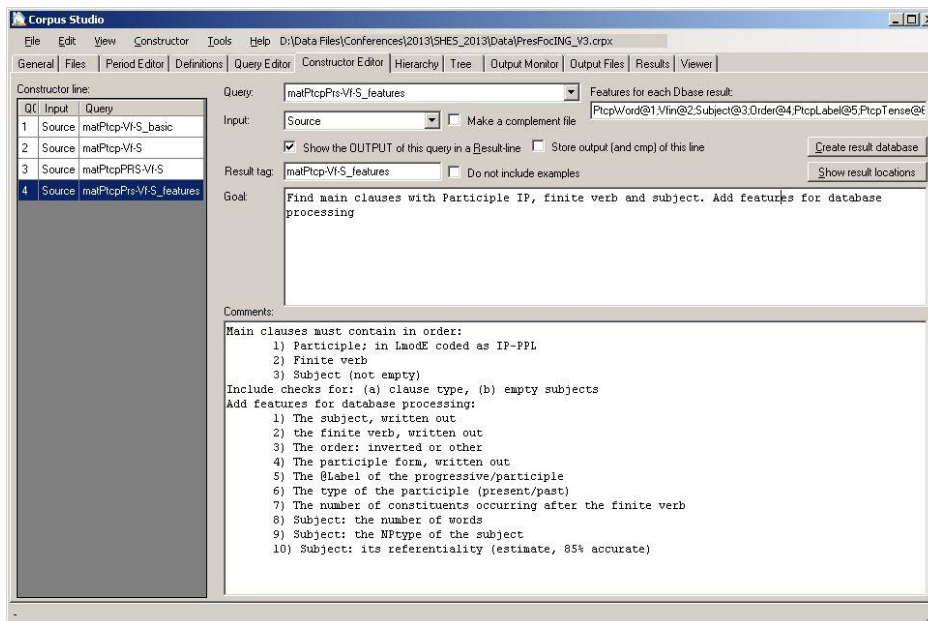 Corpus Studio
File Edit View Constructor Tools Help D:\Data Files\Conferences\2013\SHES_2013\Data\PresFocING_V3.crpx
General Files Period Editor Definitions Query Editor Constructor Editor Hierarchy Tree Output Monitor Output Files Results Viewer
Constructor line:
Query: matPtcpPrs-Vf-S_features
Features for each Dbase result:
PtcpWord@1;Vfin@2;Subject@3;Order@4;PtcpLabel@5;PtcpTense@6
QC Input Query
1 Source matPtcp-Vf-S_basic
2 Source matPtcp-Vf-S
3 Source matPtcpPRS-Vf-S
4 Source matPtcpPrs-Vf-S_features
Input: Source Make a complement file
Show the OUTPUT of this query in a Result-line Store output (and cmp) of this line Create result database
Result tag: matPtcp-Vf-S_features Do not include examples Show result locations
Goal: Find main clauses with Participle IP, finite verb and subject. Add features for database
processing
Comments:
Main clauses must contain in order:
1) Participle; in LmodE coded as IP-PPL
2) Finite verb
3) Subject (not empty)
Include checks for: (a) clause type, (b) empty subjects
Add features for database processing:
1) The subject, written out
2) the finite verb, written out
3) The order: inverted or other
4) The participle form, written out
5) The @Label of the progressive/participle
6) The type of the participle (present/past)
7) The number of constituents occurring after the finite verb
8) Subject: the number of words
9) Subject: the NPtype of the subject
10) Subject: its referentiality (estimate, 85% accurate)